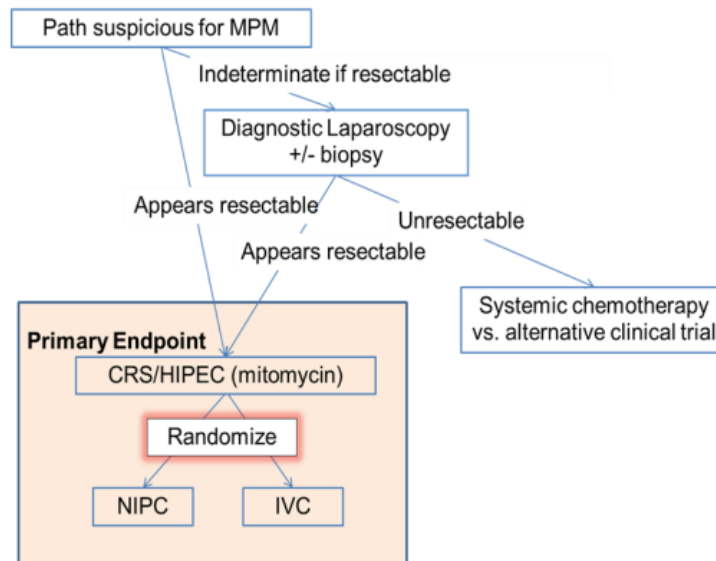 Path suspicious for MPM
Indeterminate if resectable
Diagnostic Laparoscopy
+/- biopsy
Appears resectable
Unresectable
Appears resectable
Systemic chemotherapy
vs. alternative clinical trial
Primary Endpoint
CRS/HIPEC (mitomycin)
Randomize
NIPC
IVC